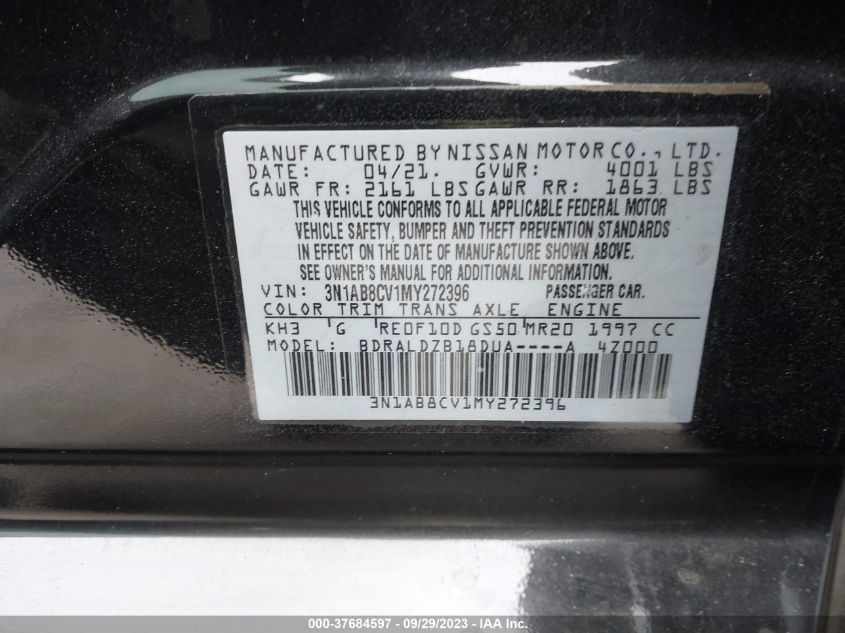 MANUFACTURED BY NISSAN MOTOR CO., LTD.
DATE: 04/21. GVWR: 4001 LBS
GAWR FR: 2161 LBS GAWR RR: 1863 LBS
THIS VEHICLE CONFORMS TO ALL APPLICABLE FEDERAL MOTOR
VEHICLE SAFETY, BUMPER AND THEFT PREVENTION STANDARDS
IN EFFECT ON THE DATE OF MANUFACTURE SHOWN ABOVE.
SEE OWNER'S MANUAL FOR ADDITIONAL INFORMATION.
VIN: 3N1AB8CV1MY272396 PASSENGER CAR.
COLOR TRIM TRANS AXLE ENGINE
KH3 G RE0F10D GS50 MR20 1997 CC
MODEL: BDRALDZB18DUA----A 4Z000
3N1AB8CV1MY272396
000-37684597 / 09/29/2023 - © IAA Inc.